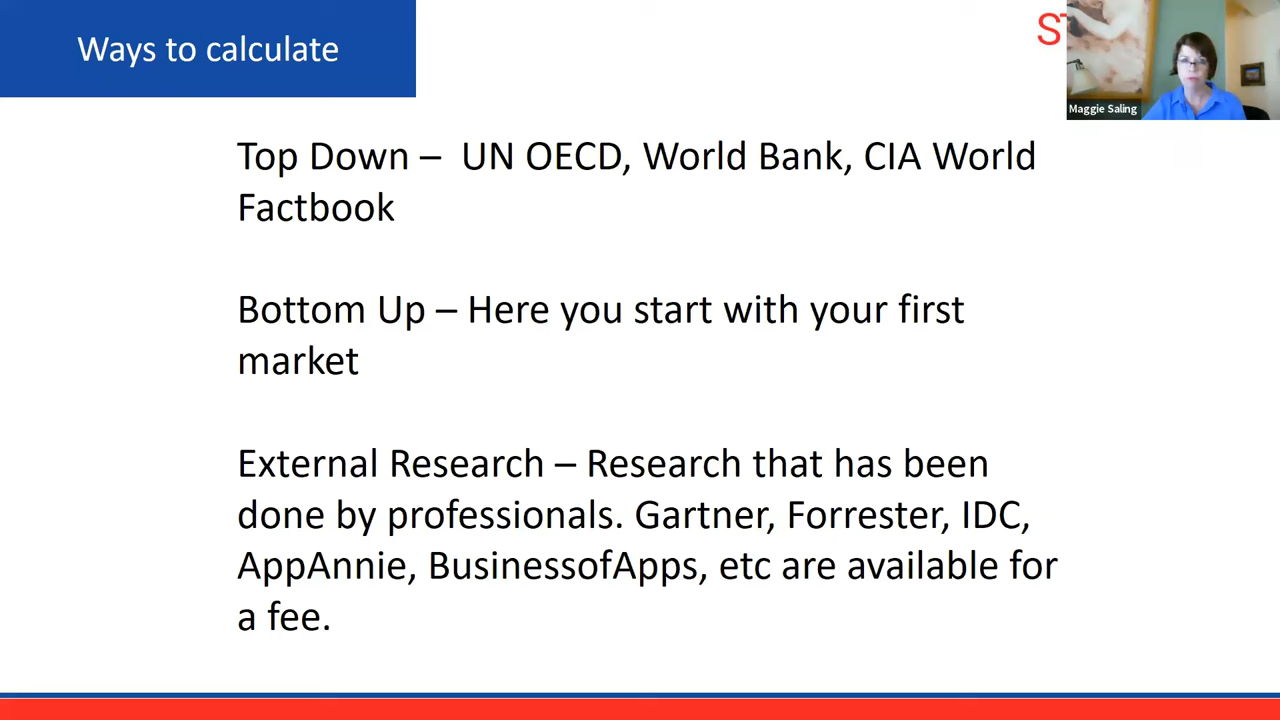 Ways to calculate
ST
Maggie Saling
Top Down – UN OECD, World Bank, CIA World
Factbook
Bottom Up – Here you start with your first
market
External Research – Research that has been
done by professionals. Gartner, Forrester, IDC,
AppAnnie, BusinessofApps, etc are available for
a fee.